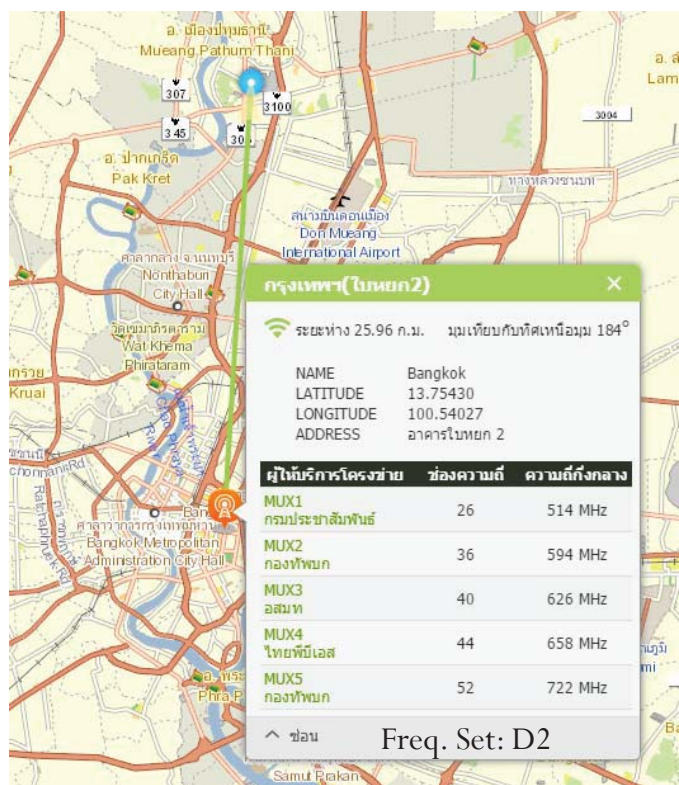 อ. เมืองปทุมธานี
Mueang Pathum Thani
307
3100
345
3004
อ. ปากเกร็ด
Pak Kret
ทางหลวงชนบท
สนามบินดอนเมือง
Don Mueang
International Airport
ศาลากลาง จ.นนทบุรี
Nonthaburi
City Hall
วัดเขมาภิรตาราม
Wat Khema
Phirataram
Kruai
กรุงเทพฯ(ใบหยก2)
ระยะห่าง 25.96 ก.ม. มุมเทียบกับทิศเหนือมุม 184°
NAME Bangkok
LATITUDE 13.75430
LONGITUDE 100.54027
ADDRESS อาคารใบหยก 2
ผู้ให้บริการโครงข่าย ช่องความถี่ ความถี่กึ่งกลาง
MUX1
กรมประชาสัมพันธ์ 26 514 MHz
MUX2
กองทัพบก 36 594 MHz
MUX3
อสมท 40 626 MHz
MUX4
ไทยพีบีเอส 44 658 MHz
MUX5
กองทัพบก 52 722 MHz
ซ่อน
Freq. Set: D2
Ratchaphruek Rd
ศาลาว่าการกรุงเทพมหานคร
Bangkok Metropolitan
Administration City Hall
Samut Prakan